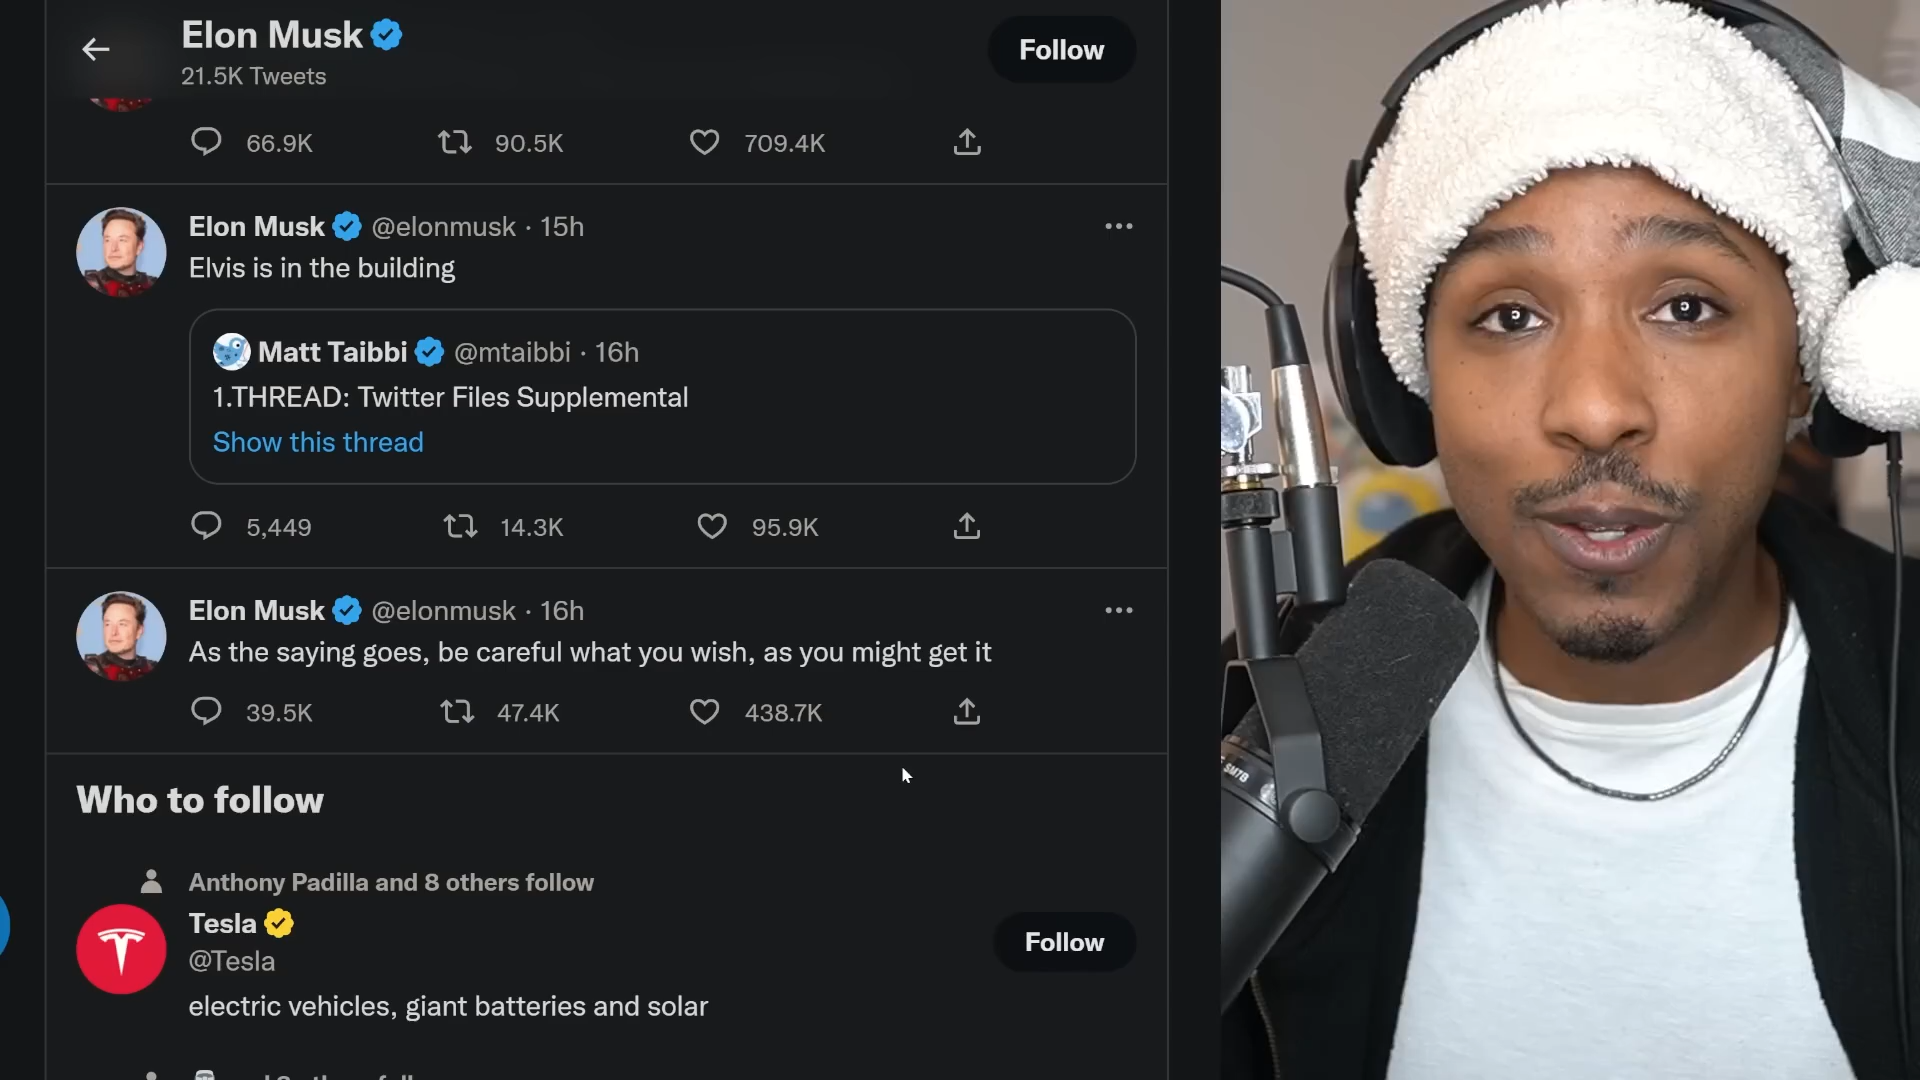 Elon Musk
21.5K Tweets
Follow
66.9K 90.5K 709.4K
Elon Musk @elonmusk · 15h
Elvis is in the building
Matt Taibbi @mtaibbi · 16h
1.THREAD: Twitter Files Supplemental
Show this thread
5,449 14.3K 95.9K
Elon Musk @elonmusk · 16h
As the saying goes, be careful what you wish, as you might get it
39.5K 47.4K 438.7K
Who to follow
Anthony Padilla and 8 others follow
Tesla
@Tesla
Follow
electric vehicles, giant batteries and solar
SM7B